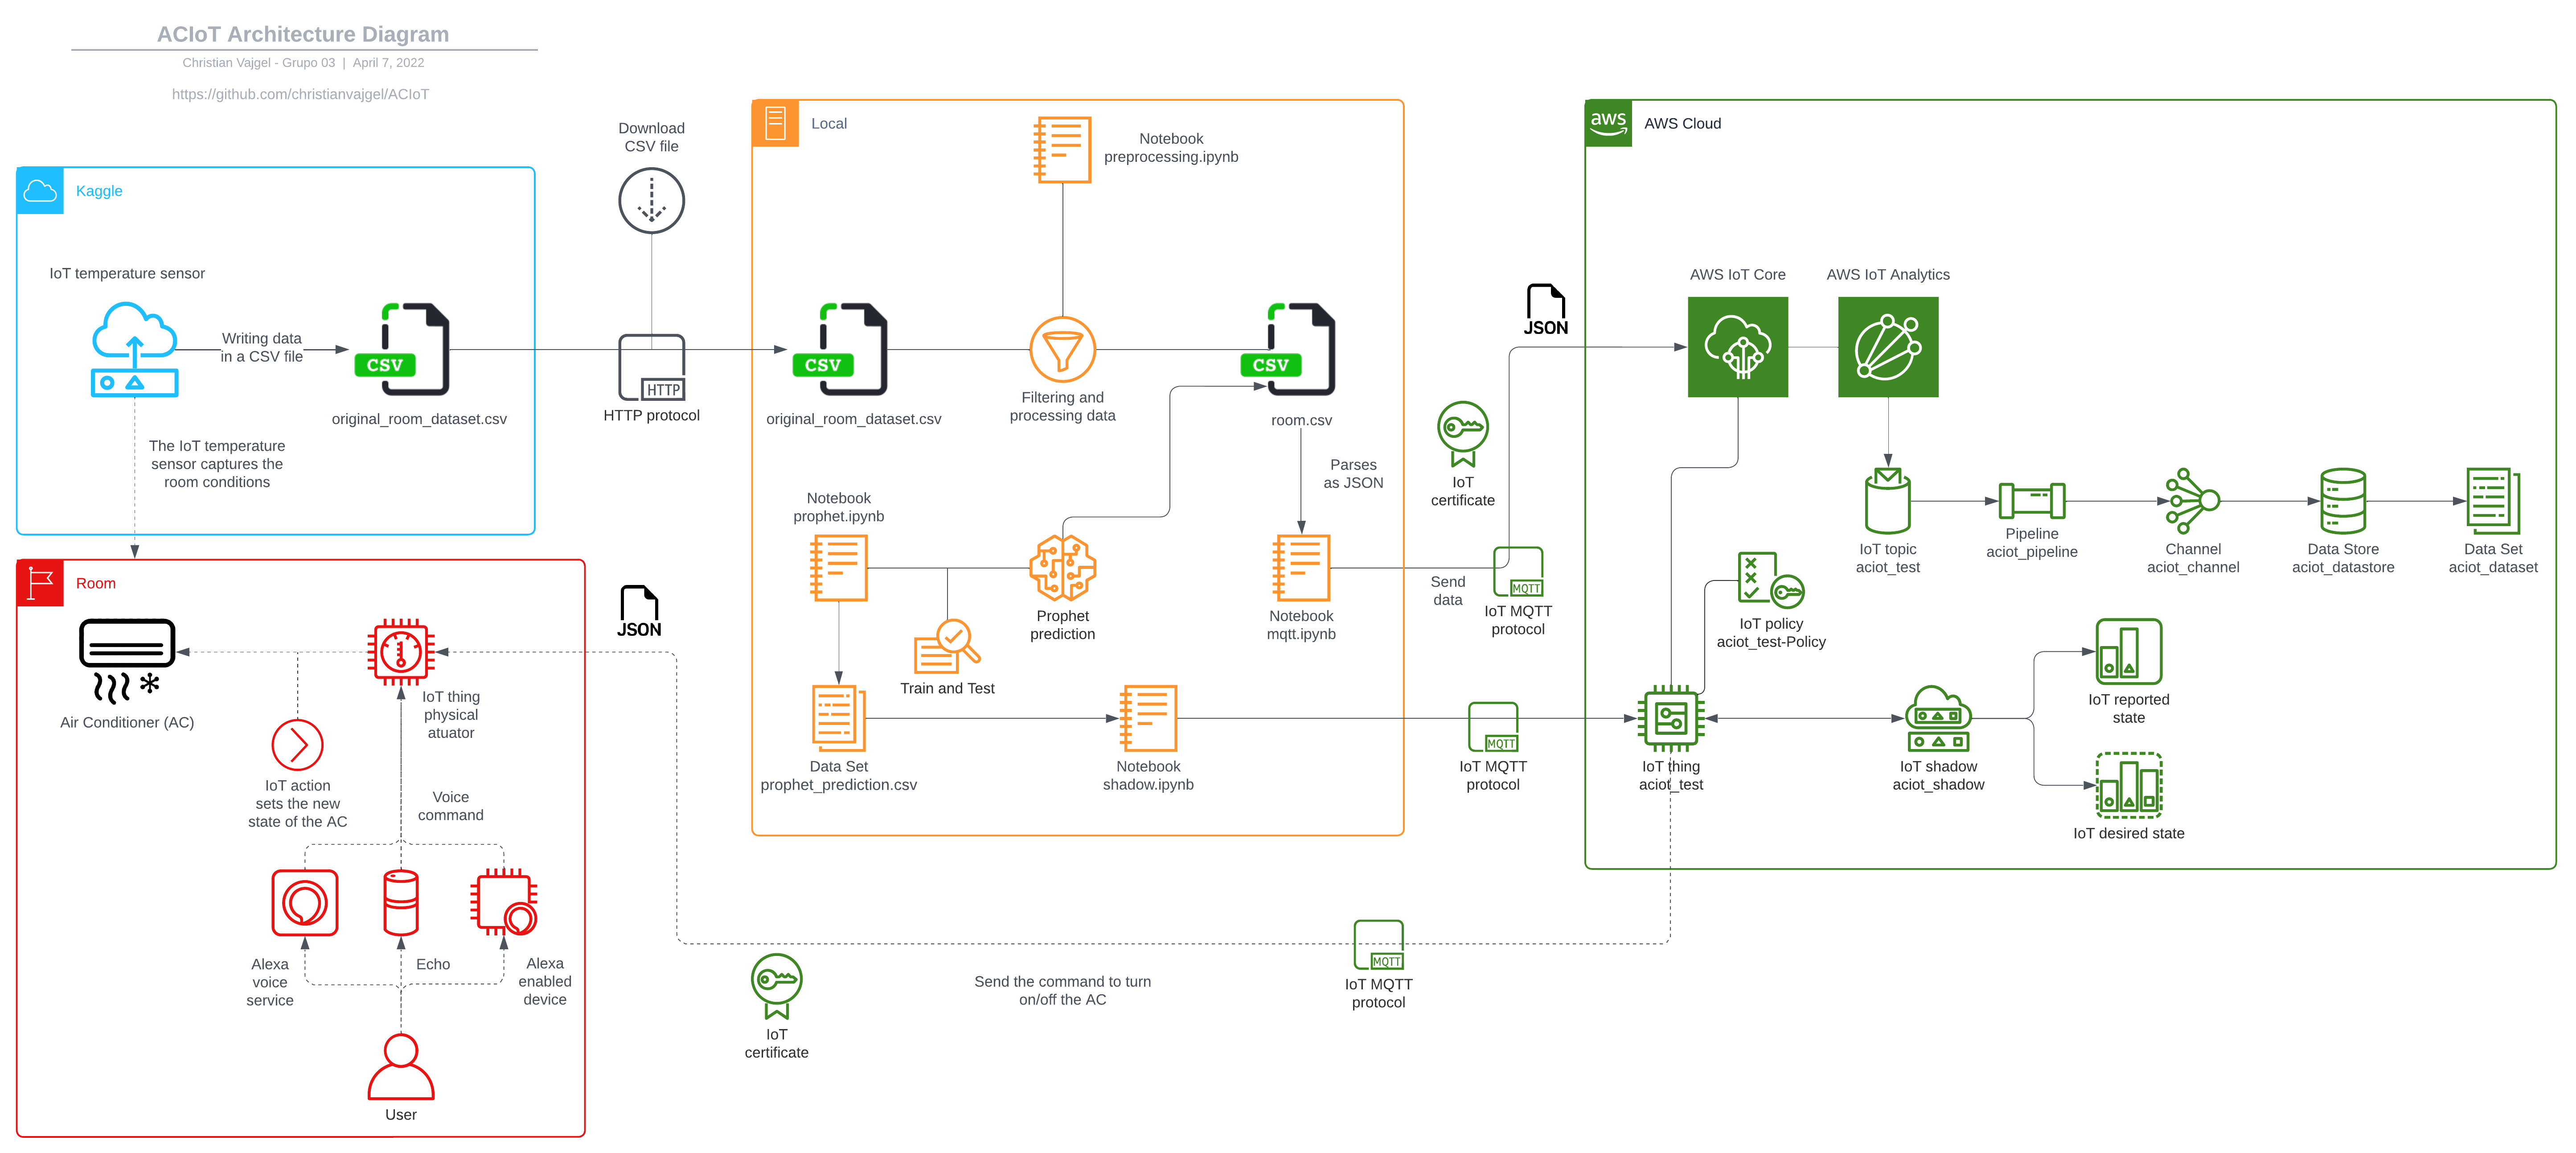 ACIoT Architecture Diagram
Christian Vajgel - Grupo 03 | April 7, 2022
https://github.com/christianvajgel/ACIoT
Kaggle
IoT temperature sensor
Writing data
in a CSV file
CSV
original_room_dataset.csv
The IoT temperature
sensor captures the
room conditions
Download
CSV file
HTTP
HTTP protocol
Local
Notebook
preprocessing.ipynb
CSV
original_room_dataset.csv
Filtering and
processing data
CSV
room.csv
Parses
as JSON
Notebook
prophet.ipynb
Prophet
prediction
Train and Test
Notebook
mqtt.ipynb
Data Set
prophet_prediction.csv
Notebook
shadow.ipynb
IoT
certificate
JSON
Send
data
MQTT
IoT MQTT
protocol
MQTT
IoT MQTT
protocol
aws
AWS Cloud
AWS IoT Core
AWS IoT Analytics
IoT topic
aciot_test
Pipeline
aciot_pipeline
Channel
aciot_channel
Data Store
aciot_datastore
Data Set
aciot_dataset
IoT policy
aciot_test-Policy
IoT thing
aciot_test
IoT shadow
aciot_shadow
IoT reported
state
IoT desired state
Room
Air Conditioner (AC)
IoT thing
physical
atuator
JSON
IoT action
sets the new
state of the AC
Voice
command
Alexa
voice
service
Echo
Alexa
enabled
device
User
IoT
certificate
Send the command to turn
on/off the AC
MQTT
IoT MQTT
protocol